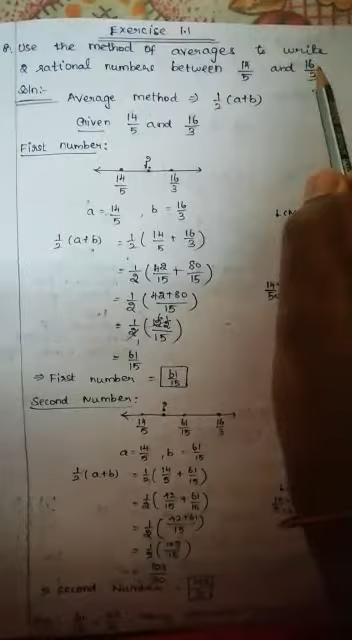 Exercise 1.1
Use the method of averages to write
2 rational numbers between 14/5 and 16/3
Soln:-
Average method ⇒ 1/2 (a+b)
Given 14/5 and 16/3
First number:
?
14/5 16/3
a = 14/5 , b = 16/3
1/2 (a+b) = 1/2 ( 14/5 + 16/3 )
= 1/2 ( 42/15 + 80/15 )
= 1/2 ( 42+80/15 )
= 1/2 ( 122/15 )
= 61/15
⇒ First number = 61/15
Second Number:
?
14/5 61/15 16/3
a = 14/5 , b = 61/15
1/2 (a+b) = 1/2 ( 14/5 + 61/15 )
= 1/2 ( 42/15 + 61/15 )
= 1/2 ( 42+61/15 )
= 1/2 ( 103/15 )
= 103/30
Second Number =